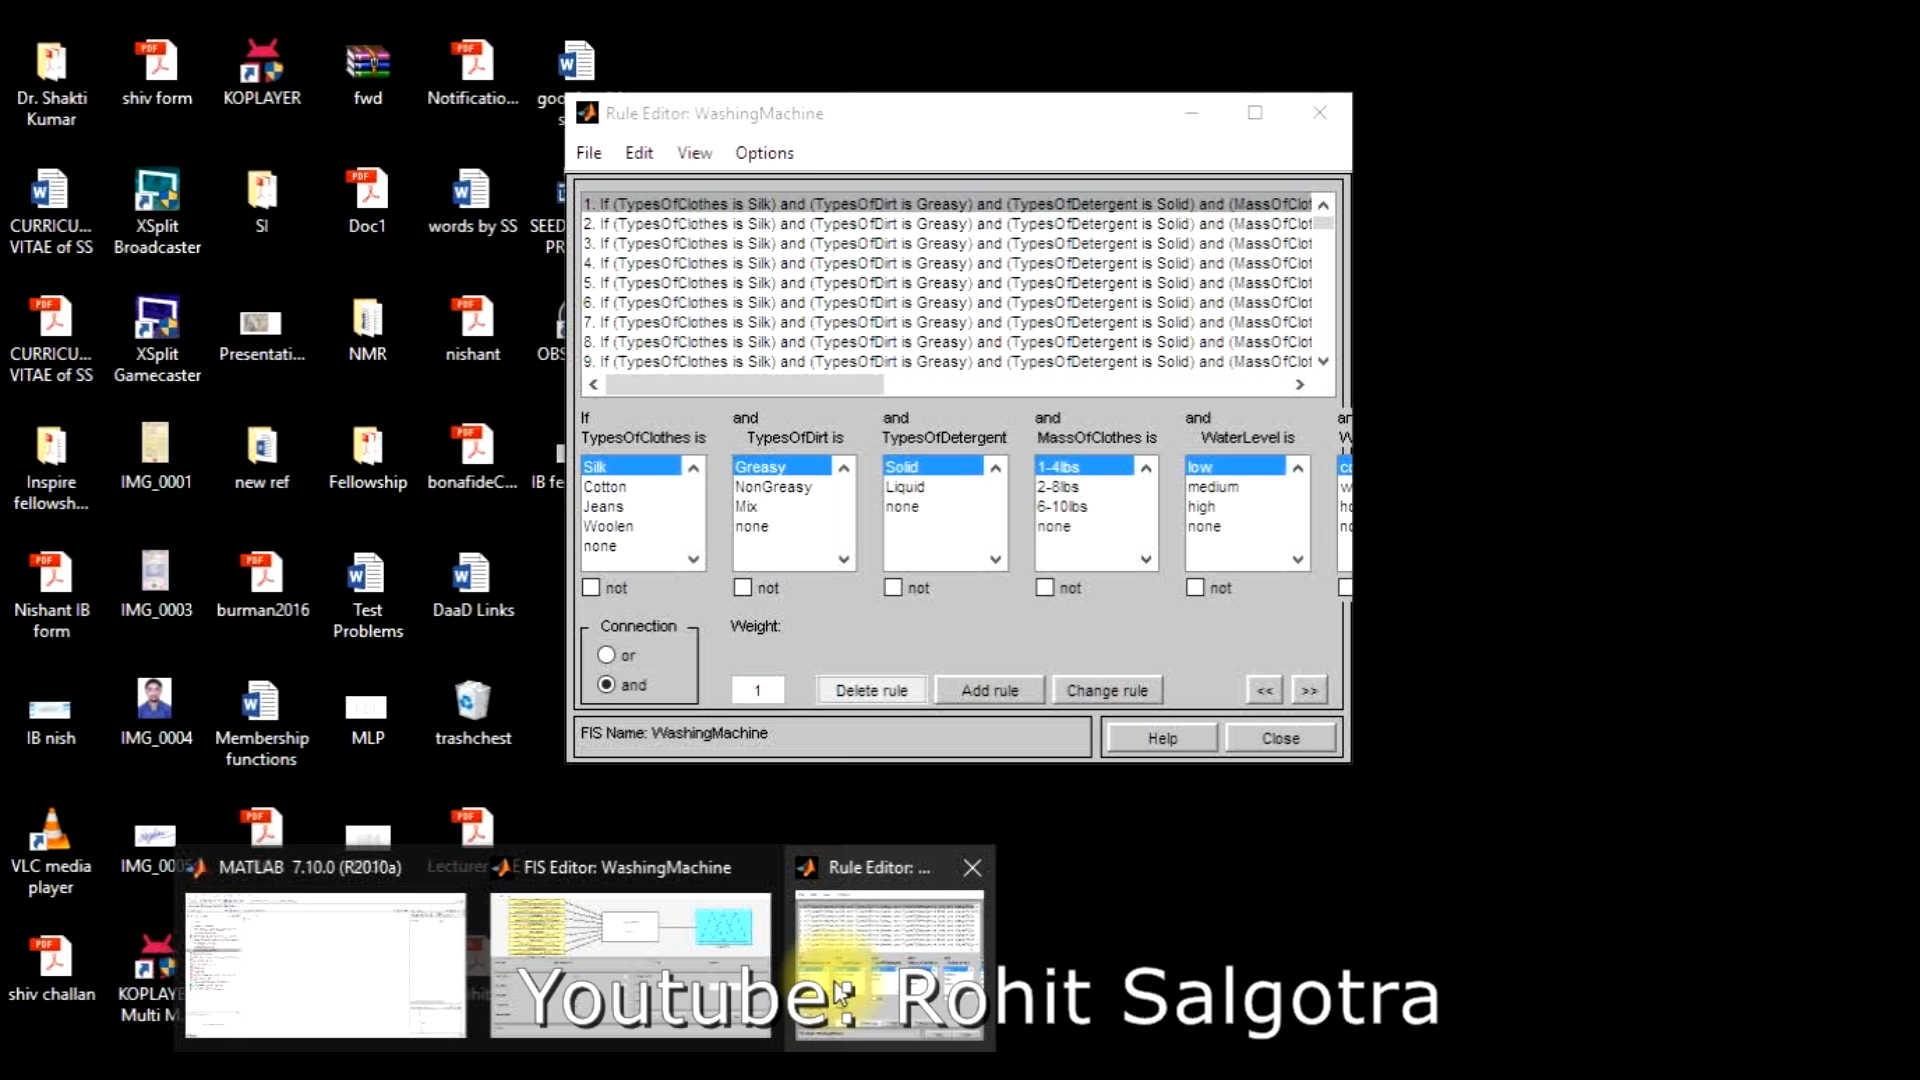 Dr. Shakti
Kumar
shiv form
KOPLAYER
fwd
Notificatio...
CURRICU...
VITAE of SS
XSplit
Broadcaster
SI
Doc1
words by SS
SEED
PR
CURRICU...
VITAE of SS
XSplit
Gamecaster
Presentati...
NMR
nishant
OBS
Inspire
fellowsh...
IMG_0001
new ref
Fellowship
bonafideC...
IB fe
Nishant IB
form
IMG_0003
burman2016
Test
Problems
DaaD Links
IB nish
IMG_0004
Membership
functions
MLP
trashchest
VLC media
player
IMG_0005
Lecturer
shiv challan
KOPLAYE
Multi M
Rule Editor: WashingMachine
File Edit View Options
1. If (TypesOfClothes is Silk) and (TypesOfDirt is Greasy) and (TypesOfDetergent is Solid) and (MassOfClot
2. If (TypesOfClothes is Silk) and (TypesOfDirt is Greasy) and (TypesOfDetergent is Solid) and (MassOfClot
3. If (TypesOfClothes is Silk) and (TypesOfDirt is Greasy) and (TypesOfDetergent is Solid) and (MassOfClot
4. If (TypesOfClothes is Silk) and (TypesOfDirt is Greasy) and (TypesOfDetergent is Solid) and (MassOfClot
5. If (TypesOfClothes is Silk) and (TypesOfDirt is Greasy) and (TypesOfDetergent is Solid) and (MassOfClot
6. If (TypesOfClothes is Silk) and (TypesOfDirt is Greasy) and (TypesOfDetergent is Solid) and (MassOfClot
7. If (TypesOfClothes is Silk) and (TypesOfDirt is Greasy) and (TypesOfDetergent is Solid) and (MassOfClot
8. If (TypesOfClothes is Silk) and (TypesOfDirt is Greasy) and (TypesOfDetergent is Solid) and (MassOfClot
9. If (TypesOfClothes is Silk) and (TypesOfDirt is Greasy) and (TypesOfDetergent is Solid) and (MassOfClot
If
TypesOfClothes is
Silk
Cotton
Jeans
Woolen
none
not
and
TypesOfDirt is
Greasy
NonGreasy
Mix
none
not
and
TypesOfDetergent
Solid
Liquid
none
not
and
MassOfClothes is
1-4lbs
2-8lbs
6-10lbs
none
not
and
WaterLevel is
low
medium
high
none
not
Connection
or
and
Weight:
1
Delete rule Add rule Change rule << >>
FIS Name: WashingMachine
Help Close
MATLAB 7.10.0 (R2010a)
FIS Editor: WashingMachine
Rule Editor: ...
Youtube: Rohit Salgotra